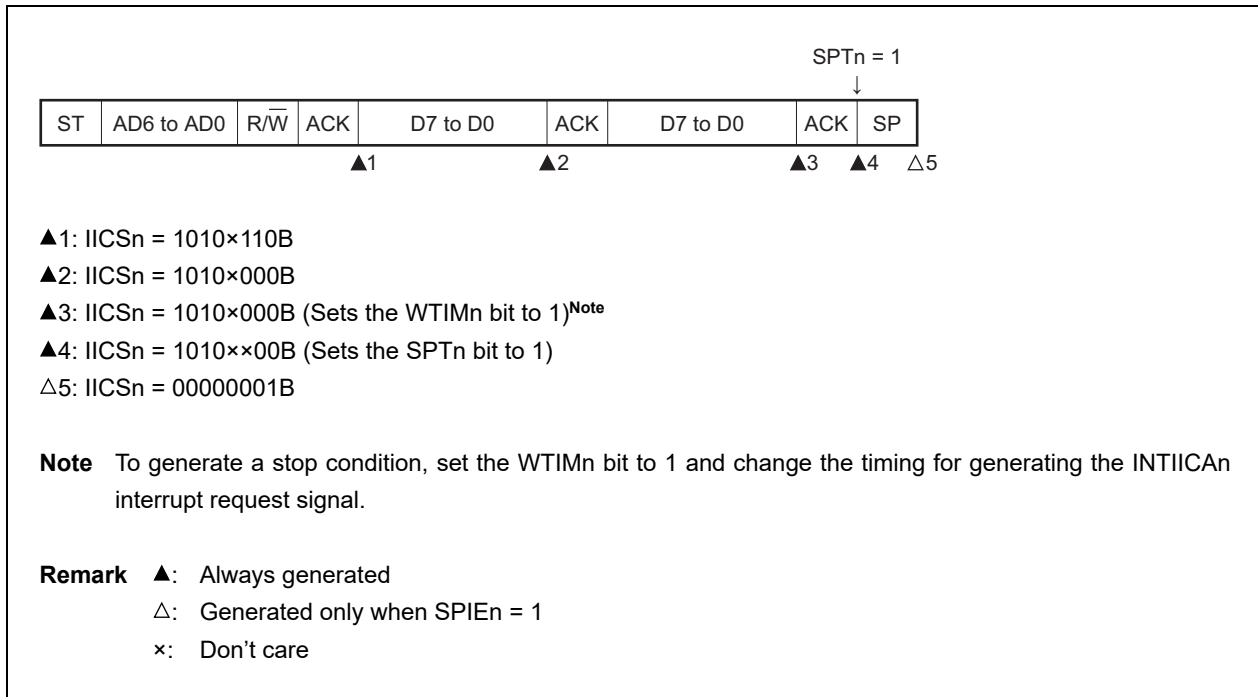 SPTn = 1
↓
ST AD6 to AD0 R/W̅ ACK D7 to D0 ACK D7 to D0 ACK SP
▲1 ▲2 ▲3 ▲4 △5
▲1: IICSn = 1010×110B
▲2: IICSn = 1010×000B
▲3: IICSn = 1010×000B (Sets the WTIMn bit to 1)Note
▲4: IICSn = 1010××00B (Sets the SPTn bit to 1)
△5: IICSn = 00000001B
Note To generate a stop condition, set the WTIMn bit to 1 and change the timing for generating the INTIICAn
interrupt request signal.
Remark ▲: Always generated
△: Generated only when SPIEn = 1
×: Don’t care